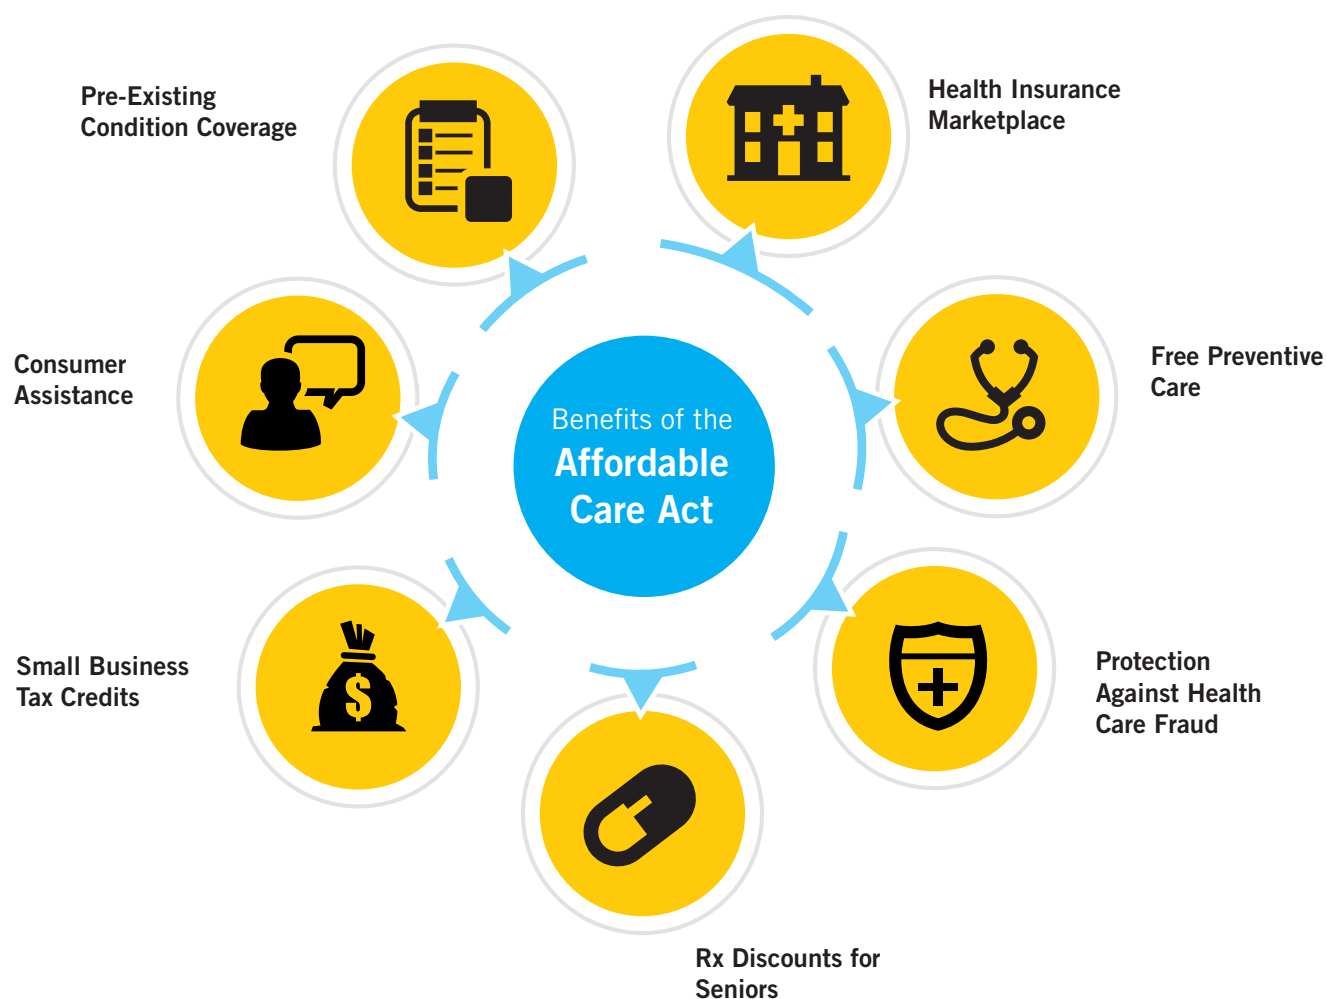 Pre-Existing
Condition Coverage
Health Insurance
Marketplace
Consumer
Assistance
Free Preventive
Care
Benefits of the
Affordable
Care Act
Small Business
Tax Credits
$
Protection
Against Health
Care Fraud
Rx Discounts for
Seniors